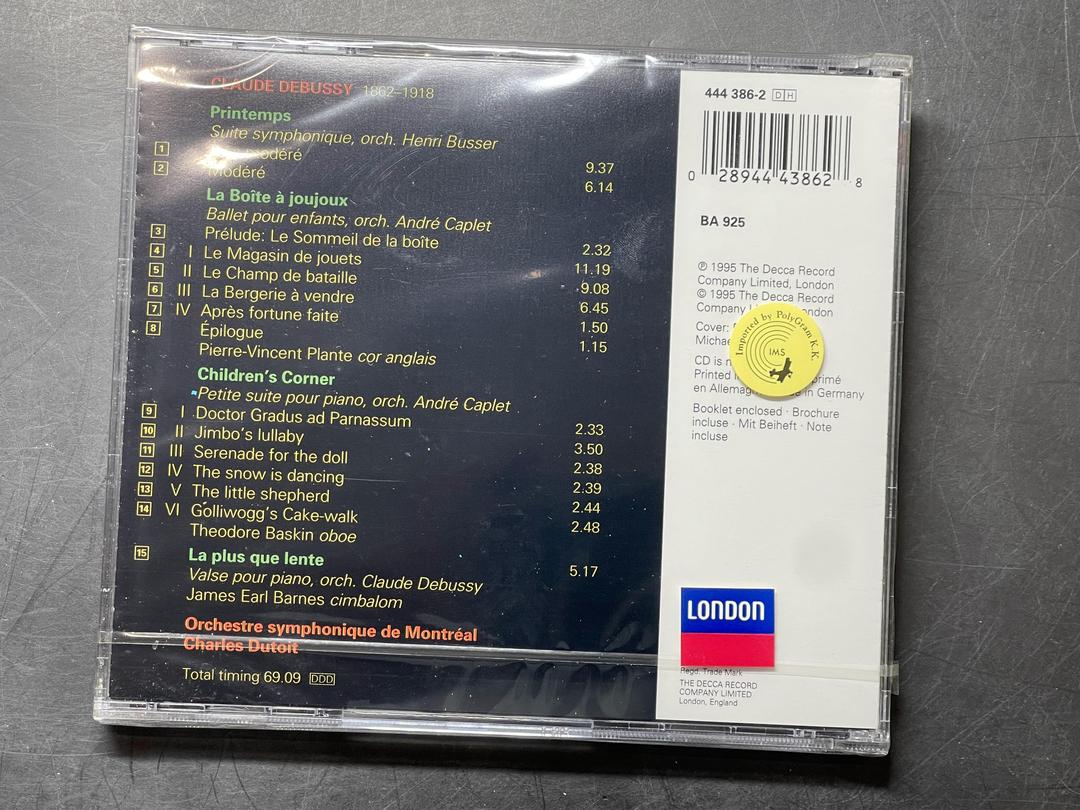 CLAUDE DEBUSSY 1862–1918
Printemps
Suite symphonique, orch. Henri Busser
1 modéré 9.37
2 Modéré 6.14
La Boîte à joujoux
Ballet pour enfants, orch. André Caplet
3 Prélude: Le Sommeil de la boîte 2.32
4 I Le Magasin de jouets 11.19
5 II Le Champ de bataille 9.08
6 III La Bergerie à vendre 6.45
7 IV Après fortune faite 1.50
8 Épilogue 1.15
Pierre-Vincent Plante cor anglais
Children's Corner
Petite suite pour piano, orch. André Caplet
9 I Doctor Gradus ad Parnassum 2.33
10 II Jimbo's lullaby 3.50
11 III Serenade for the doll 2.38
12 IV The snow is dancing 2.39
13 V The little shepherd 2.44
14 VI Golliwogg's Cake-walk 2.48
Theodore Baskin oboe
15 La plus que lente 5.17
Valse pour piano, orch. Claude Debussy
James Earl Barnes cimbalom
Orchestre symphonique de Montréal
Charles Dutoit
Total timing 69.09 DDD
444 386-2 DH
0 28944 43862 8
BA 925
℗ 1995 The Decca Record
Company Limited, London
© 1995 The Decca Record
Company
Cover:
CD is
Printed
en in Germany
Booklet enclosed · Brochure
incluse · Mit Beiheft · Note
incluse
Imported by PolyGram K.K.
IMS
LONDON
Regd. Trade Mark
THE DECCA RECORD
COMPANY LIMITED
London, England